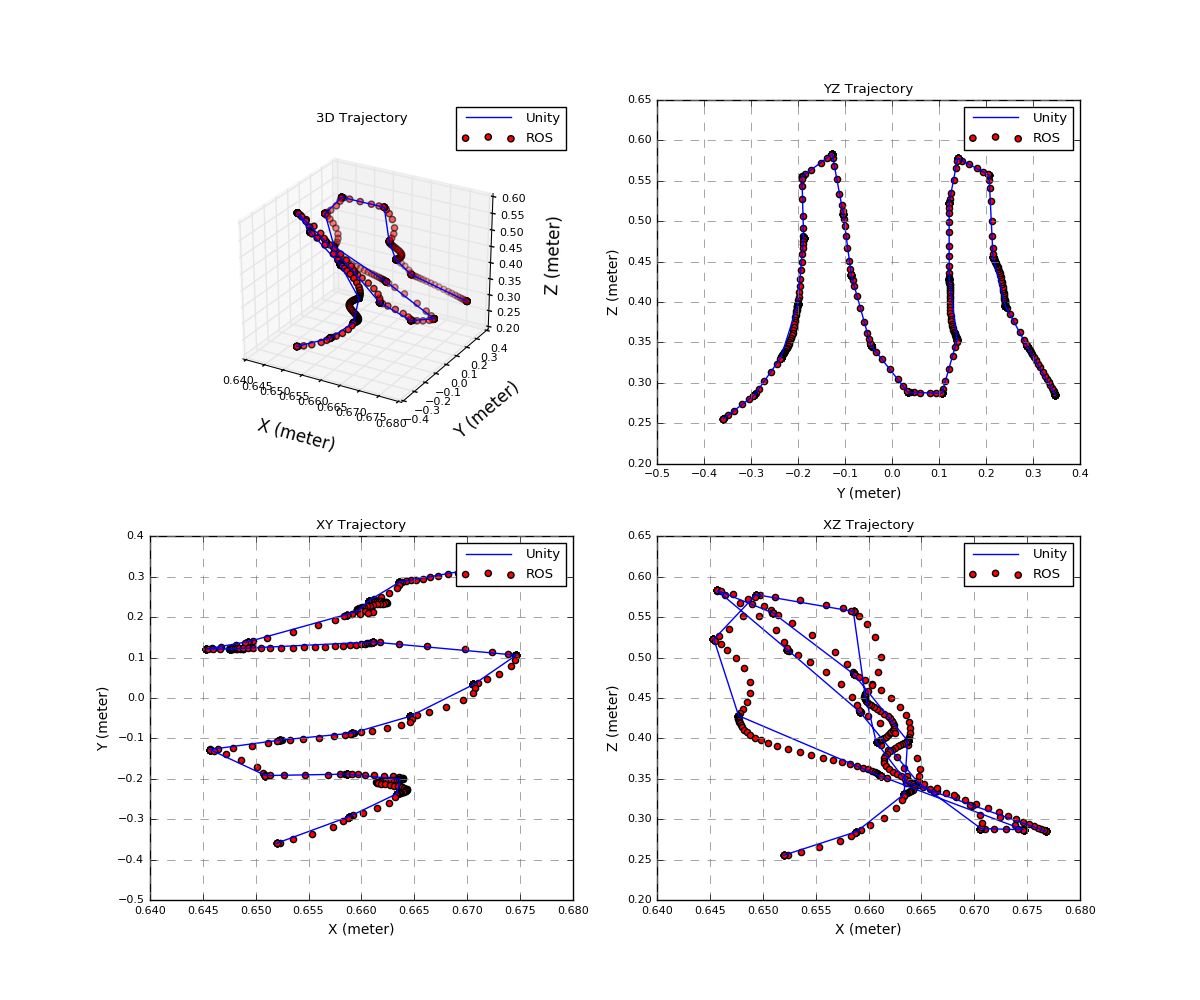 3D Trajectory
Unity
ROS
0.60
0.55
0.50
0.45
0.40
0.35
0.30
0.25
0.20
Z (meter)
0.640
0.645
0.650
0.655
0.660
0.665
0.670
0.675
0.680
X (meter)
−0.4
−0.3
−0.2
−0.1
0.0
0.1
0.2
0.3
0.4
Y (meter)
YZ Trajectory
Unity
ROS
0.65
0.60
0.55
0.50
0.45
0.40
0.35
0.30
0.25
0.20
Z (meter)
−0.5 −0.4 −0.3 −0.2 −0.1 0.0 0.1 0.2 0.3 0.4
Y (meter)
XY Trajectory
Unity
ROS
0.4
0.3
0.2
0.1
0.0
−0.1
−0.2
−0.3
−0.4
−0.5
Y (meter)
0.640 0.645 0.650 0.655 0.660 0.665 0.670 0.675 0.680
X (meter)
XZ Trajectory
Unity
ROS
0.65
0.60
0.55
0.50
0.45
0.40
0.35
0.30
0.25
0.20
Z (meter)
0.640 0.645 0.650 0.655 0.660 0.665 0.670 0.675 0.680
X (meter)